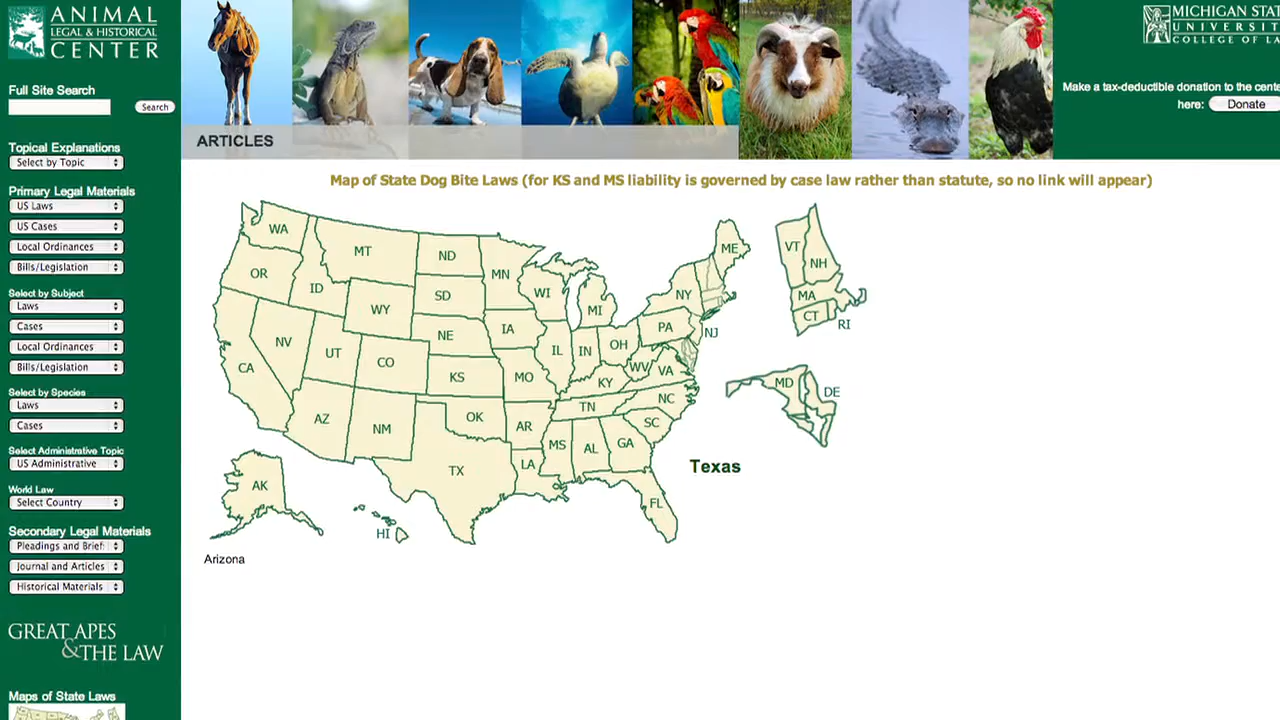 ANIMAL
LEGAL & HISTORICAL
CENTER
MICHIGAN STAT
UNIVERSITY
COLLEGE OF LA
Make a tax-deductible donation to the cente
here:
Donate
Full Site Search
Search
Topical Explanations
Select by Topic
Primary Legal Materials
US Laws
US Cases
Local Ordinances
Bills/Legislation
Select by Subject
Laws
Cases
Local Ordinances
Bills/Legislation
Select by Species
Laws
Cases
Select Administrative Topic
US Administrative
World Law
Select Country
Secondary Legal Materials
Pleadings and Brief
Journal and Articles
Historical Materials
GREAT APES
& THE LAW
Maps of State Laws
ARTICLES
Map of State Dog Bite Laws (for KS and MS liability is governed by case law rather than statute, so no link will appear)
WA
MT
ND
MN
ME
VT
NH
OR
ID
SD
WI
MI
NY
MA
CT
RI
WY
NE
IA
PA
NJ
NV
UT
CO
IL
IN
OH
WV
VA
CA
KS
MO
KY
MD
DE
AZ
NM
OK
AR
TN
NC
SC
MS
AL
GA
TX
LA
FL
AK
HI
Texas
Arizona